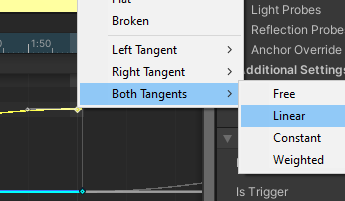 Flat
Broken
Left Tangent
Right Tangent
Both Tangents
Free
Linear
Constant
Weighted
1:50
Light Probes
Reflection Probe
Anchor Override
dditional Setting
Is Trigger